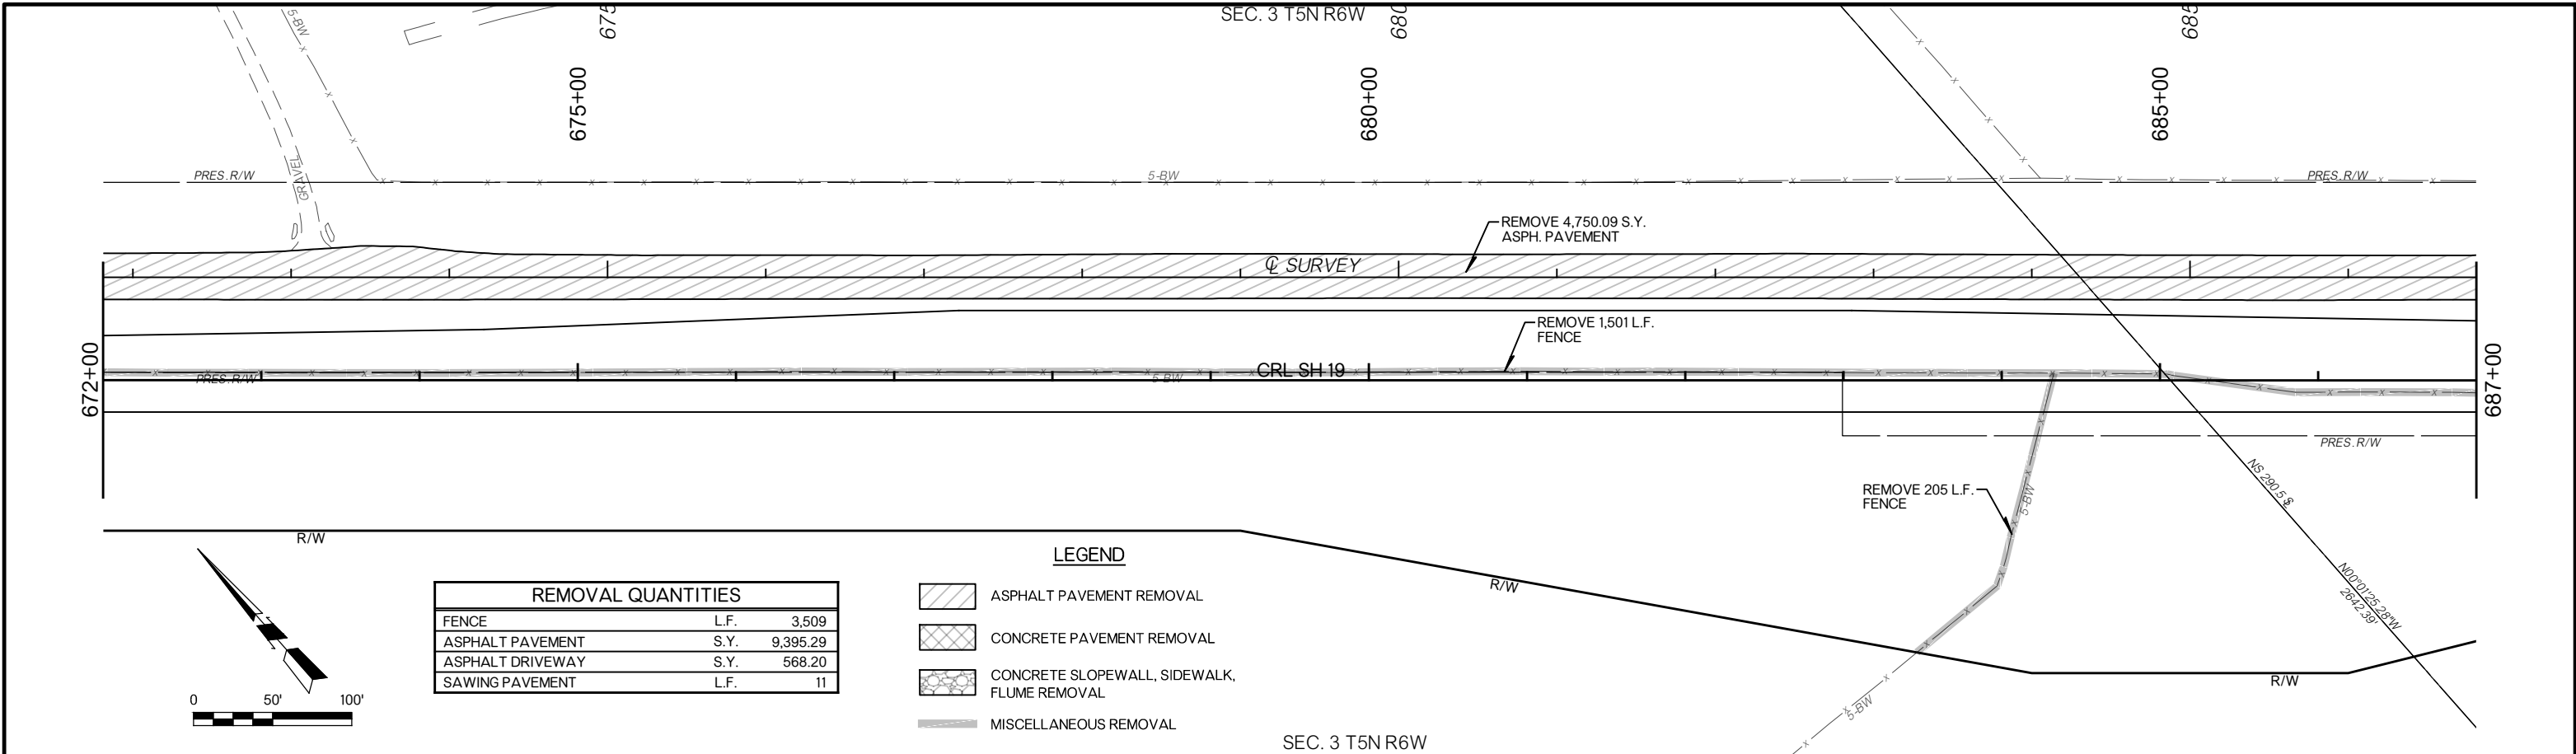 SEC. 3 T5N R6W
5-BW
675
680
685
675+00
680+00
685+00
GRAVEL
PRES. R/W
5-BW
PRES. R/W
REMOVE 4,750.09 S.Y.
ASPH. PAVEMENT
℄ SURVEY
REMOVE 1,501 L.F.
FENCE
672+00
PRES. R/W
5-BW
CRL SH 19
687+00
PRES. R/W
NS 290.5 ℄
REMOVE 205 L.F.
FENCE
5-BW
R/W
R/W
N00°01'25.28"W
2642.39'
R/W
5-BW
0 50' 100'
REMOVAL QUANTITIES
FENCE L.F. 3,509
ASPHALT PAVEMENT S.Y. 9,395.29
ASPHALT DRIVEWAY S.Y. 568.20
SAWING PAVEMENT L.F. 11
LEGEND
ASPHALT PAVEMENT REMOVAL
CONCRETE PAVEMENT REMOVAL
CONCRETE SLOPEWALL, SIDEWALK,
FLUME REMOVAL
MISCELLANEOUS REMOVAL
SEC. 3 T5N R6W